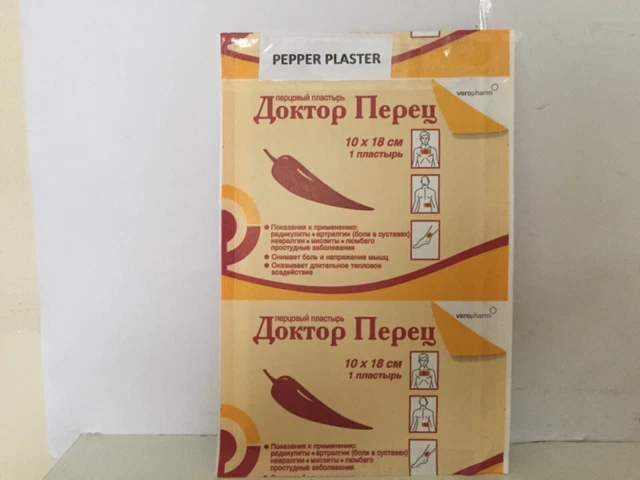 PEPPER PLASTER
veropharm
перцовый пластырь
Доктор Перец
10 х 18 см
1 пластырь
● Показания к применению:
радикулиты • артралгии (боли в суставах)
невралгии • миозиты • люмбаго
простудные заболевания
● Снимает боль и напряжение мышц
● Оказывает длительное тепловое
воздействие
veropharm
перцовый пластырь
Доктор Перец
10 х 18 см
1 пластырь
● Показания к применению:
радикулиты • артралгии (боли в суставах)
невралгии • миозиты • люмбаго
простудные заболевания